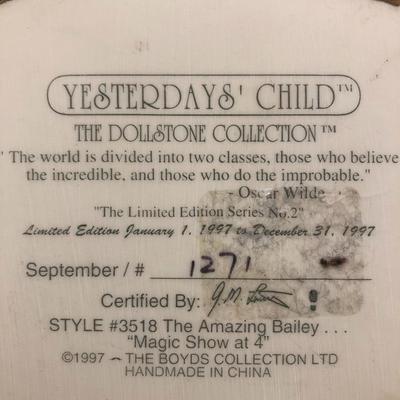 YESTERDAYS' CHILD™
THE DOLLSTONE COLLECTION™
" The world is divided into two classes, those who believe
the incredible, and those who do the improbable."
- Oscar Wilde
"The Limited Edition Series No.2"
Limited Edition January 1, 1997 to December 31, 1997
September / # 1271
Certified By:
STYLE #3518 The Amazing Bailey . . .
"Magic Show at 4"
©1997 THE BOYDS COLLECTION LTD
HANDMADE IN CHINA